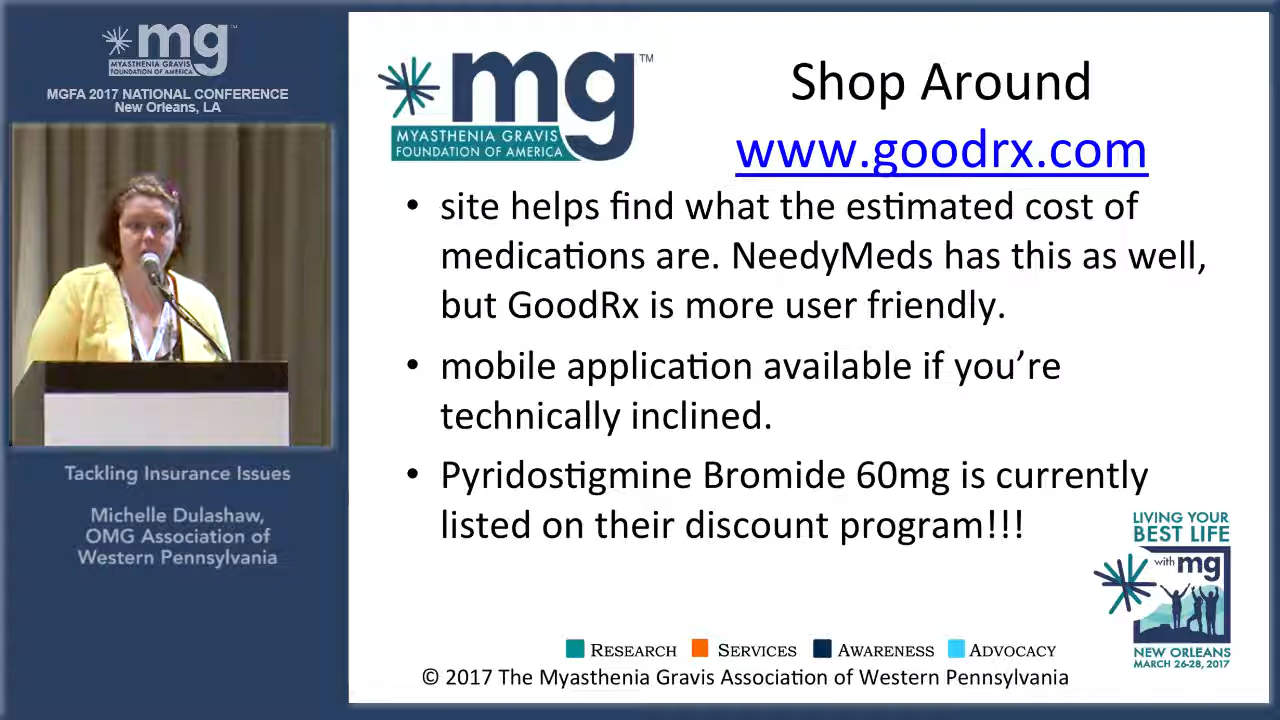 mg™
MYASTHENIA GRAVIS
FOUNDATION OF AMERICA
MGFA 2017 NATIONAL CONFERENCE
New Orleans, LA
Tackling Insurance Issues
Michelle Dulashaw,
OMG Association of
Western Pennsylvania
mg™
MYASTHENIA GRAVIS
FOUNDATION OF AMERICA
Shop Around
www.goodrx.com
• site helps find what the estimated cost of
medications are. NeedyMeds has this as well,
but GoodRx is more user friendly.
• mobile application available if you’re
technically inclined.
• Pyridostigmine Bromide 60mg is currently
listed on their discount program!!!
LIVING YOUR
BEST LIFE
with mg
NEW ORLEANS
MARCH 26-28, 2017
RESEARCH SERVICES AWARENESS ADVOCACY
© 2017 The Myasthenia Gravis Association of Western Pennsylvania